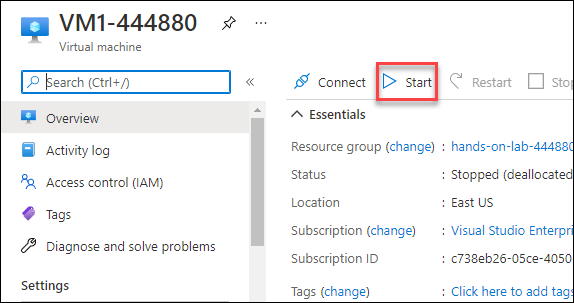 VM1-444880
Virtual machine
Search (Ctrl+/)
Overview
Activity log
Access control (IAM)
Tags
Diagnose and solve problems
Settings
Connect Start Restart Sto
Essentials
Resource group (change) : hands-on-lab-444880
Status : Stopped (deallocated
Location : East US
Subscription (change) : Visual Studio Enterpri
Subscription ID : c738eb26-05ce-4050
Tags (change) : Click here to add tags